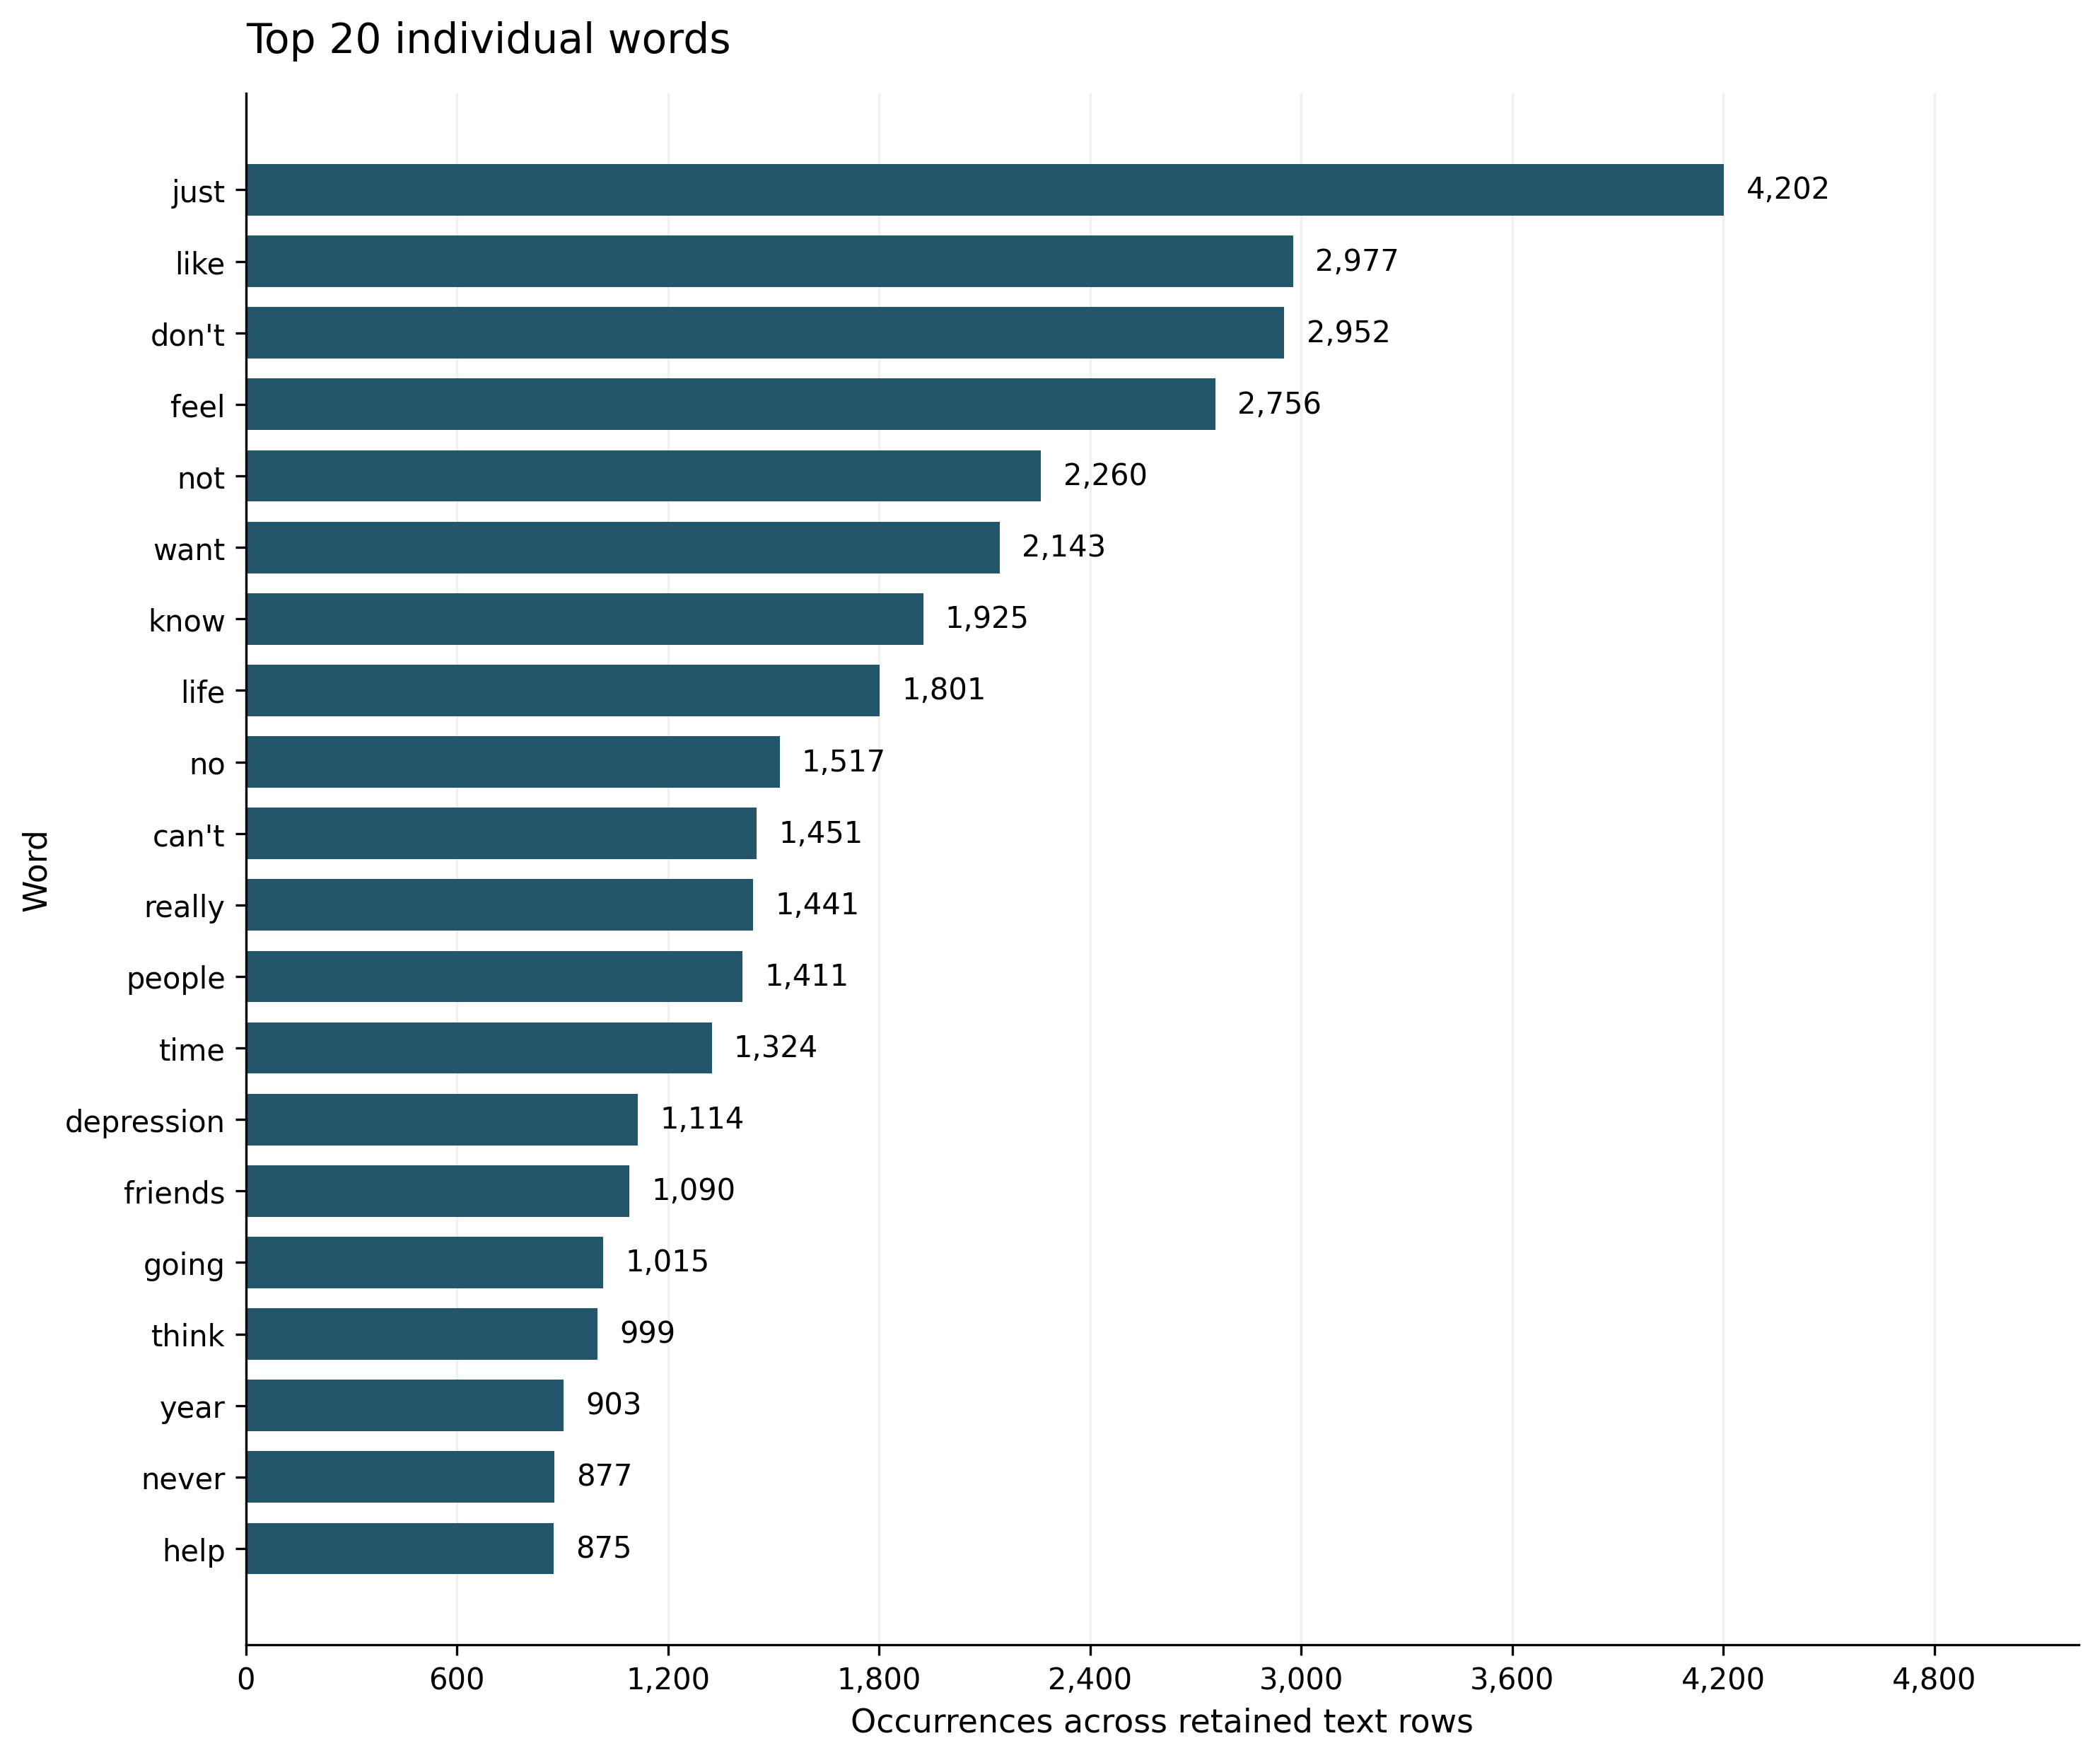 Top 20 individual words
just 4,202
like 2,977
don't 2,952
feel 2,756
not 2,260
want 2,143
know 1,925
life 1,801
no 1,517
can't 1,451
really 1,441
people 1,411
time 1,324
depression 1,114
friends 1,090
going 1,015
think 999
year 903
never 877
help 875
Word
0 600 1,200 1,800 2,400 3,000 3,600 4,200 4,800
Occurrences across retained text rows